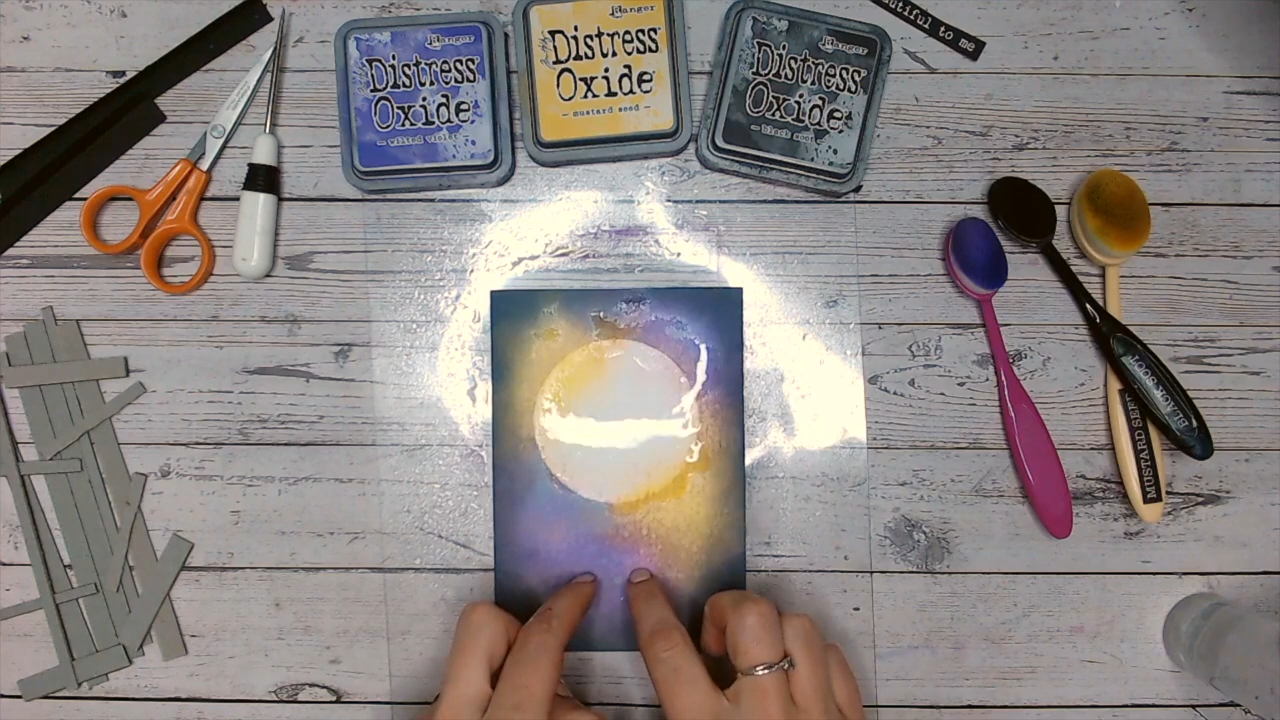 Ranger
Distress
Oxide
— wilted violet —
Ranger
Distress
Oxide
— mustard seed —
Ranger
Distress
Oxide
— black soot —
to me
BLACK SOOT
MUSTARD SEED